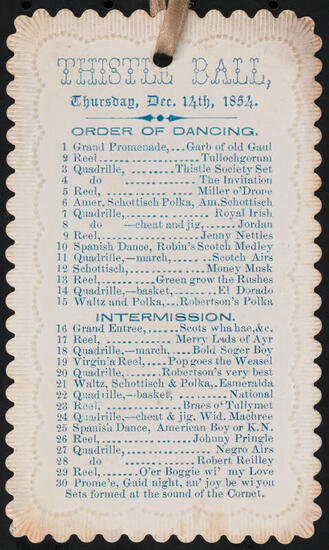 THISTLE BALL,
Thursday, Dec. 14th, 1854.
ORDER OF DANCING.
1 Grand Promenade,...Garb of old Gaul
2 Reel...................Tullochgorum
3 Quadrille, ......Thistle Society Set
4 do ............The Invitation
5 Reel,................Miller o'Drove
6 Amer. Schottisch Polka, Am.Schottisch
7 Quadrille,................Royal Irish
8 do —cheat and jig,......Jordan
9 Reel,................Jenny Nettles
10 Spanish Dance, Robin's Scotch Medley
11 Quadrille,—march,......Scotch Airs
12 Schottisch,............Money Musk
13 Reel,.........Green grow the Rushes
14 Quadrille,—basket,.......El Dorado
15 Waltz and Polka,...Robertson's Polka
INTERMISSION.
16 Grand Entree,......Scots wha hae, &c.
17 Reel, ............Merry Lads of Ayr
18 Quadrille,—march,....Bold Soger Boy
19 Virgin'a Reel,.....Pop goes the Weasel
20 Quadrille,.......Robertson's very best
21 Waltz, Schottisch & Polka,..Esmeralda
22 Quadrille,—basket,.........National
23 Reel,...............Braes o' Tullymet
24 Quadrille,—cheat & jig, Wid. Machree
25 Spanish Dance, American Boy or K.N.
26 Reel,.................Johnny Pringle
27 Quadrille,................Negro Airs
28 do .............Robert Reilley
29 Reel,......O'er Boggie wi' my Love
30 Prome'e, Guid night, an' joy be wi you
Sets formed at the sound of the Cornet.